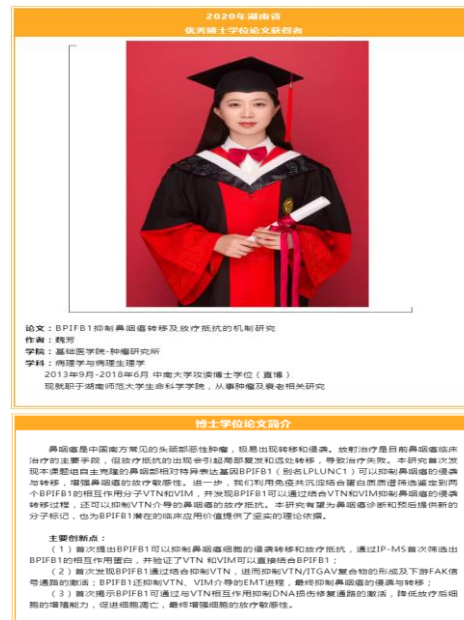 2020年湖南省
优秀博士学位论文获得者
论文：BPIFB1抑制鼻咽癌转移及放疗抵抗的机制研究
作者：魏芳
学院：基础医学院-肿瘤研究所
学科：病理学与病理生理学
2013年9月-2018年6月 中南大学攻读博士学位（直博）
现就职于湖南师范大学生命科学学院，从事肿瘤及衰老相关研究
博士学位论文简介
鼻咽癌是中国南方常见的头颈部恶性肿瘤，极易出现转移和侵袭。放射治疗是目前鼻咽癌临床
治疗的主要手段，但放疗抵抗的出现会引起局部复发和远处转移，导致治疗失败。本研究首次发
现本课题组自主克隆的鼻咽部相对特异表达基因BPIFB1（别名LPLUNC1）可以抑制鼻咽癌的侵袭
与转移，增强鼻咽癌的放疗敏感性。进一步，我们利用免疫共沉淀结合蛋白质质谱筛选鉴定到两
个BPIFB1的相互作用分子VTN和VIM，并发现BPIFB1可以通过结合VTN和VIM抑制鼻咽癌的侵袭
转移过程，还可以抑制VTN介导的鼻咽癌的放疗抵抗。本研究有望为鼻咽癌诊断和预后提供新的
分子标记，也为BPIFB1潜在的临床应用价值提供了坚实的理论依据。
主要创新点：
（1）首次提出BPIFB1可以抑制鼻咽癌细胞的侵袭转移和放疗抵抗，通过IP-MS首次筛选出
BPIFB1的相互作用蛋白，并验证了VTN 和VIM可以直接结合BPIFB1；
（2）首次发现BPIFB1通过结合抑制VTN，进而抑制VTN/ITGAV复合物的形成及下游FAK信
号通路的激活；BPIFB1还抑制VTN、VIM介导的EMT进程，最终抑制鼻咽癌的侵袭与转移；
（3）首次揭示BPIFB1可通过与VTN相互作用抑制DNA损伤修复通路的激活，降低放疗后细
胞的增殖能力，促进细胞凋亡，最终增强细胞的放疗敏感性。